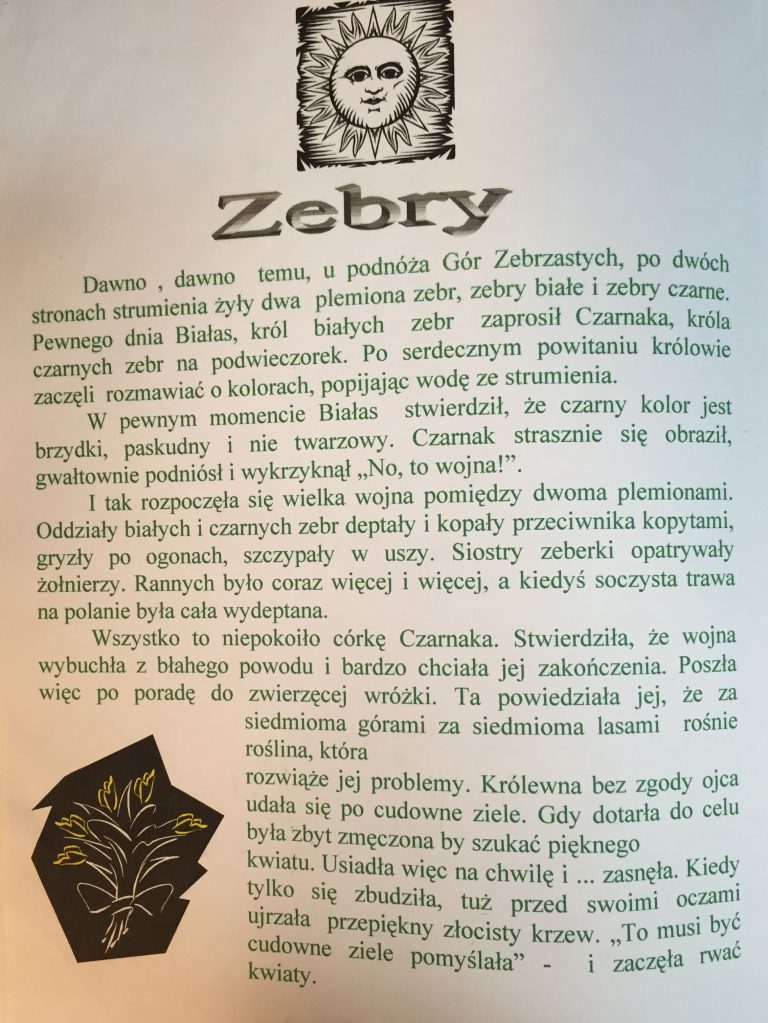 Zebry
Dawno , dawno temu, u podnóża Gór Zebrzastych, po dwóch
stronach strumienia żyły dwa plemiona zebr, zebry białe i zebry czarne.
Pewnego dnia Białas, król białych zebr zaprosił Czarnaka, króla
czarnych zebr na podwieczorek. Po serdecznym powitaniu królowie
zaczęli rozmawiać o kolorach, popijając wodę ze strumienia.
W pewnym momencie Białas stwierdził, że czarny kolor jest
brzydki, paskudny i nie twarzowy. Czarnak strasznie się obraził,
gwałtownie podniósł i wykrzyknął „No, to wojna!”.
I tak rozpoczęła się wielka wojna pomiędzy dwoma plemionami.
Oddziały białych i czarnych zebr deptały i kopały przeciwnika kopytami,
gryzły po ogonach, szczypały w uszy. Siostry zeberki opatrywały
żołnierzy. Rannych było coraz więcej i więcej, a kiedyś soczysta trawa
na polanie była cała wydeptana.
Wszystko to niepokoiło córkę Czarnaka. Stwierdziła, że wojna
wybuchła z błahego powodu i bardzo chciała jej zakończenia. Poszła
więc po poradę do zwierzęcej wróżki. Ta powiedziała jej, że za
siedmioma górami za siedmioma lasami rośnie
roślina, która
rozwiąże jej problemy. Królewna bez zgody ojca
udała się po cudowne ziele. Gdy dotarła do celu
była zbyt zmęczona by szukać pięknego
kwiatu. Usiadła więc na chwilę i ... zasnęła. Kiedy
tylko się zbudziła, tuż przed swoimi oczami
ujrzała przepiękny złocisty krzew. „To musi być
cudowne ziele pomyślała” - i zaczęła rwać
kwiaty.